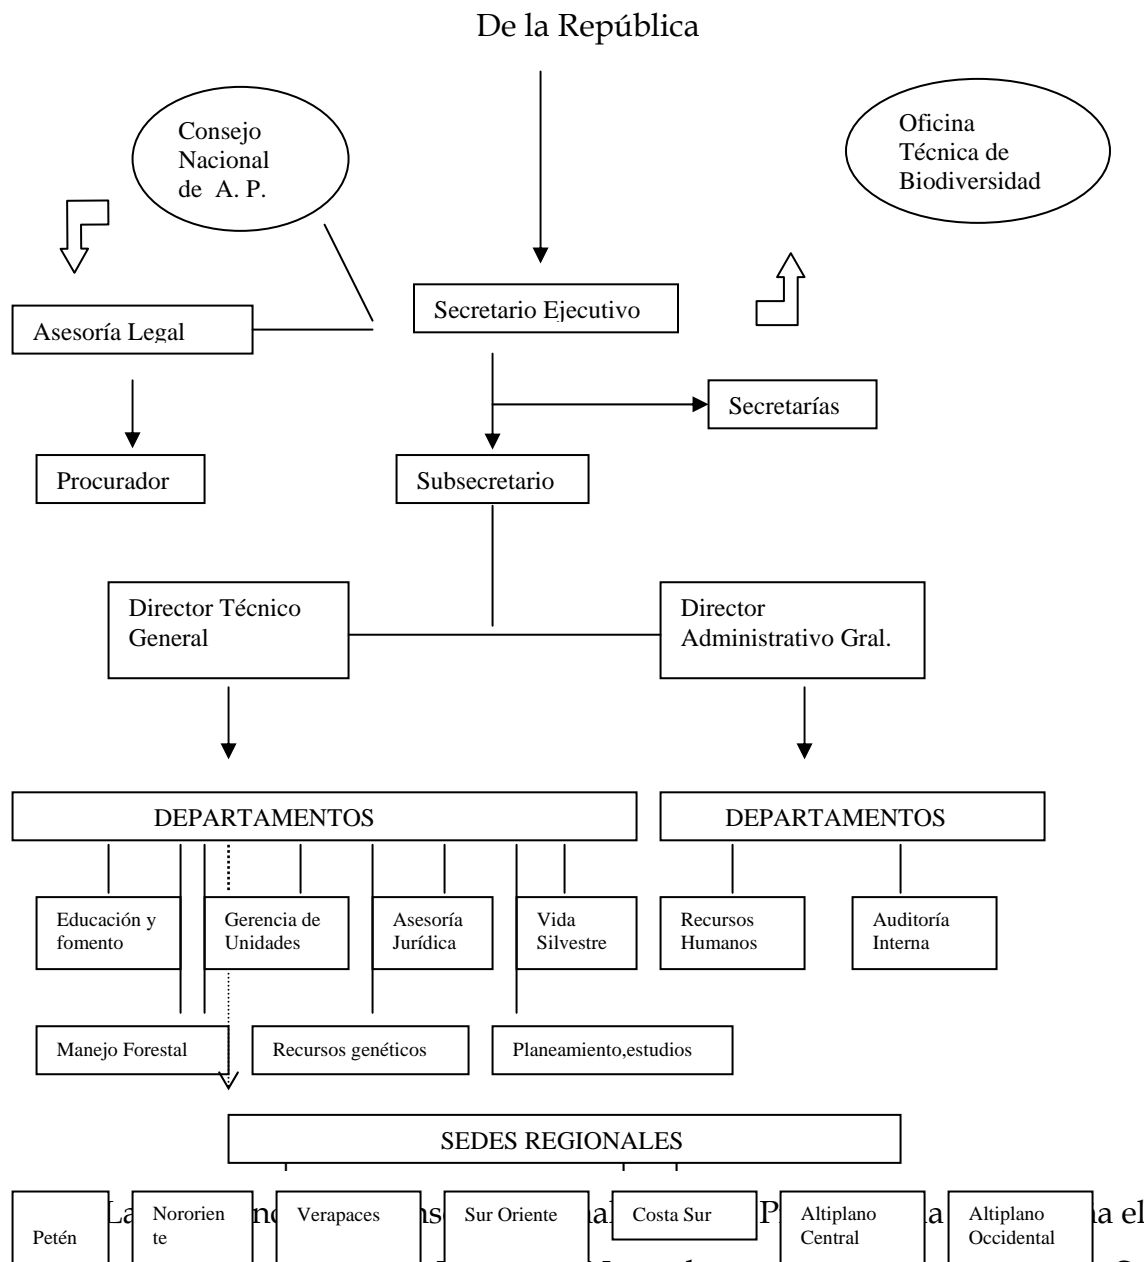 De la República
Consejo
Nacional
de A. P.
Oficina
Técnica de
Biodiversidad
Secretario Ejecutivo
Asesoría Legal
Secretarías
Procurador
Subsecretario
Director Técnico
General
Director
Administrativo Gral.
DEPARTAMENTOS
DEPARTAMENTOS
Educación y
fomento
Gerencia de
Unidades
Asesoría
Jurídica
Vida
Silvestre
Recursos
Humanos
Auditoría
Interna
Manejo Forestal
Recursos genéticos
Planeamiento,estudios
SEDES REGIONALES
Petén
Nororien
te
Verapaces
Sur Oriente
Costa Sur
Altiplano
Central
Altiplano
Occidental
La
el